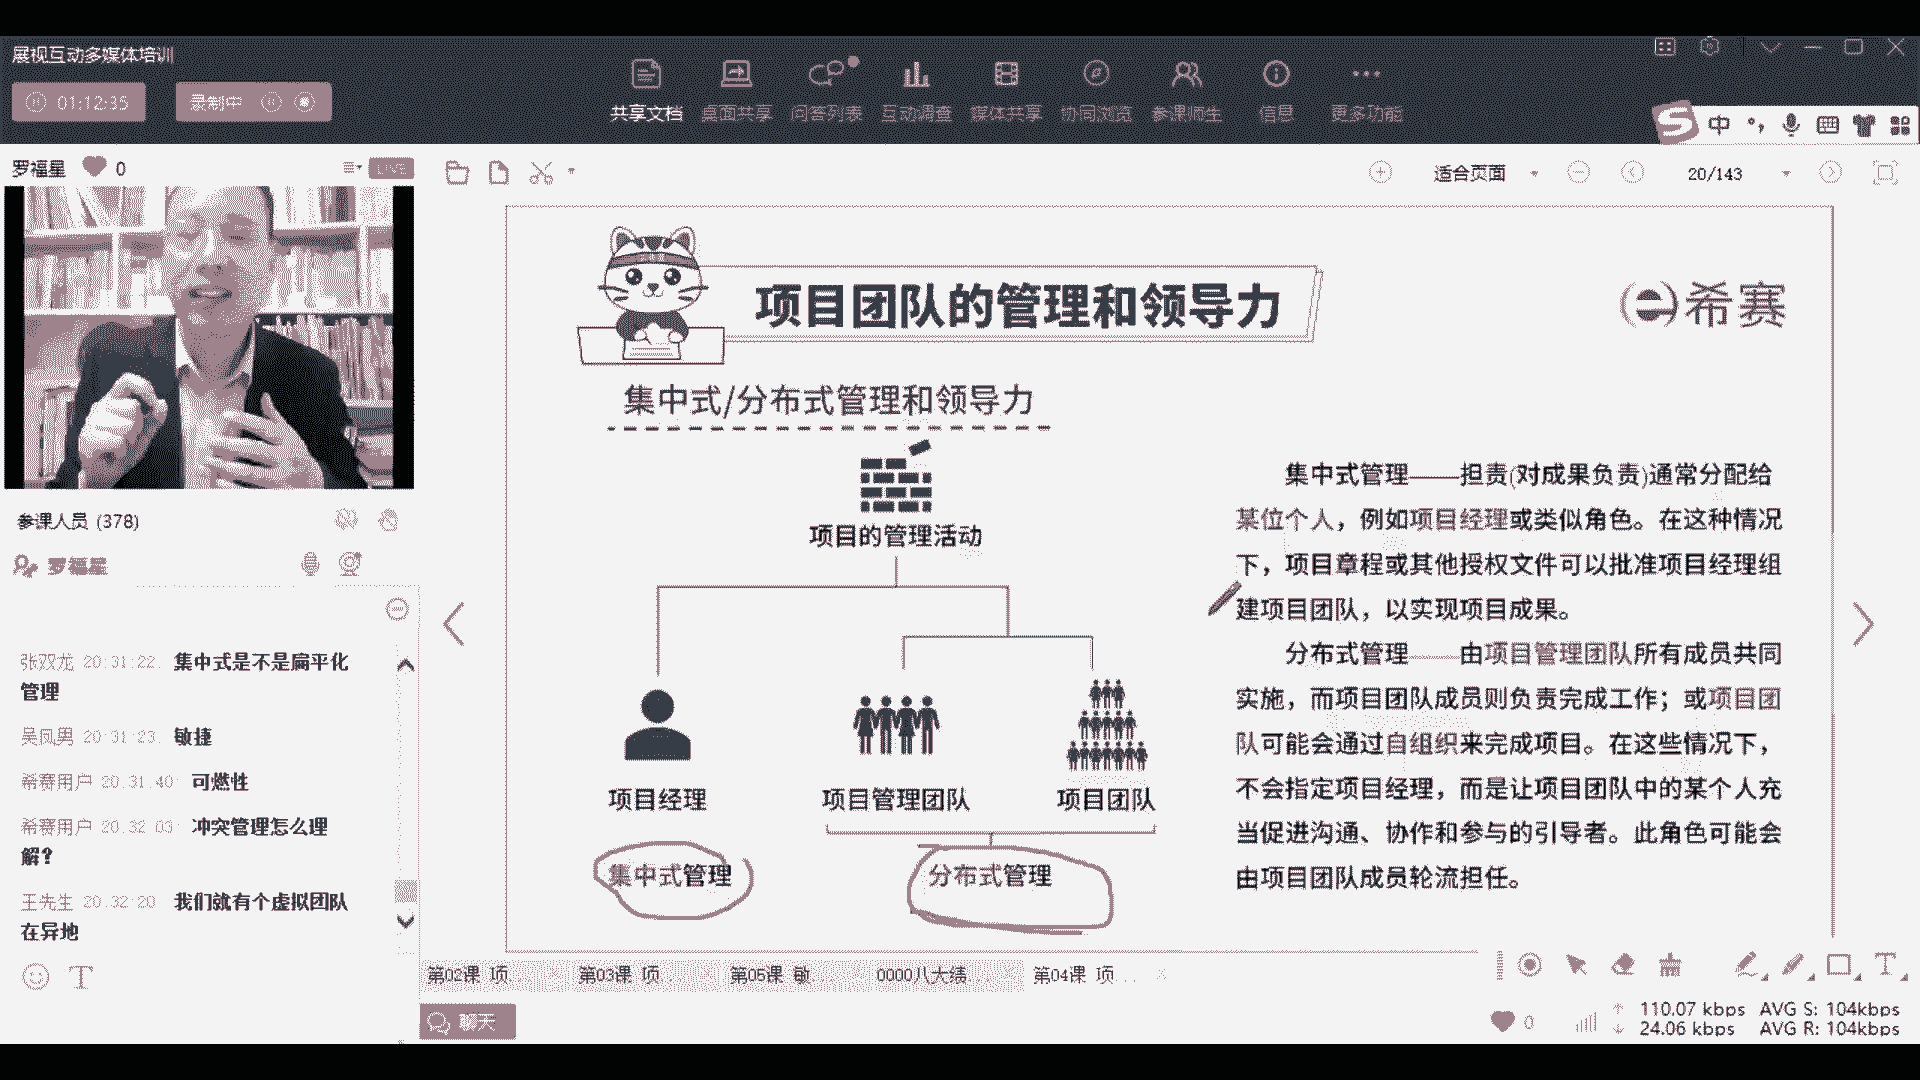 展视互动多媒体培训
01:12:35
录制中
共享文档
桌面共享
问答列表
互动调查
媒体共享
协同浏览
参课师生
信息
更多功能
中
罗福星
0
LIVE
适合页面
20/143
项目团队的管理和领导力
希赛
集中式/分布式管理和领导力
项目的管理活动
项目经理
项目管理团队
项目团队
集中式管理
分布式管理
集中式管理——担责(对成果负责)通常分配给
某位个人，例如项目经理或类似角色。在这种情况
下，项目章程或其他授权文件可以批准项目经理组
建项目团队，以实现项目成果。
分布式管理——由项目管理团队所有成员共同
实施，而项目团队成员则负责完成工作；或项目团
队可能会通过自组织来完成项目。在这些情况下，
不会指定项目经理，而是让项目团队中的某个人充
当促进沟通、协作和参与的引导者。此角色可能会
由项目团队成员轮流担任。
参课人员 (378)
罗福星
张双龙 20:31:22 集中式是不是扁平化
管理
吴凤男 20:31:23 敏捷
希赛用户 20:31:40 可燃性
希赛用户 20:32:03 冲突管理怎么理
解?
王先生 20:32:20 我们就有个虚拟团队
在异地
第02课 项...
第03课 项...
第05课 敏...
0000八大绩...
第04课 项...
聊天
0
110.07 kbps AVG S: 104kbps
24.06 kbps AVG R: 104kbps